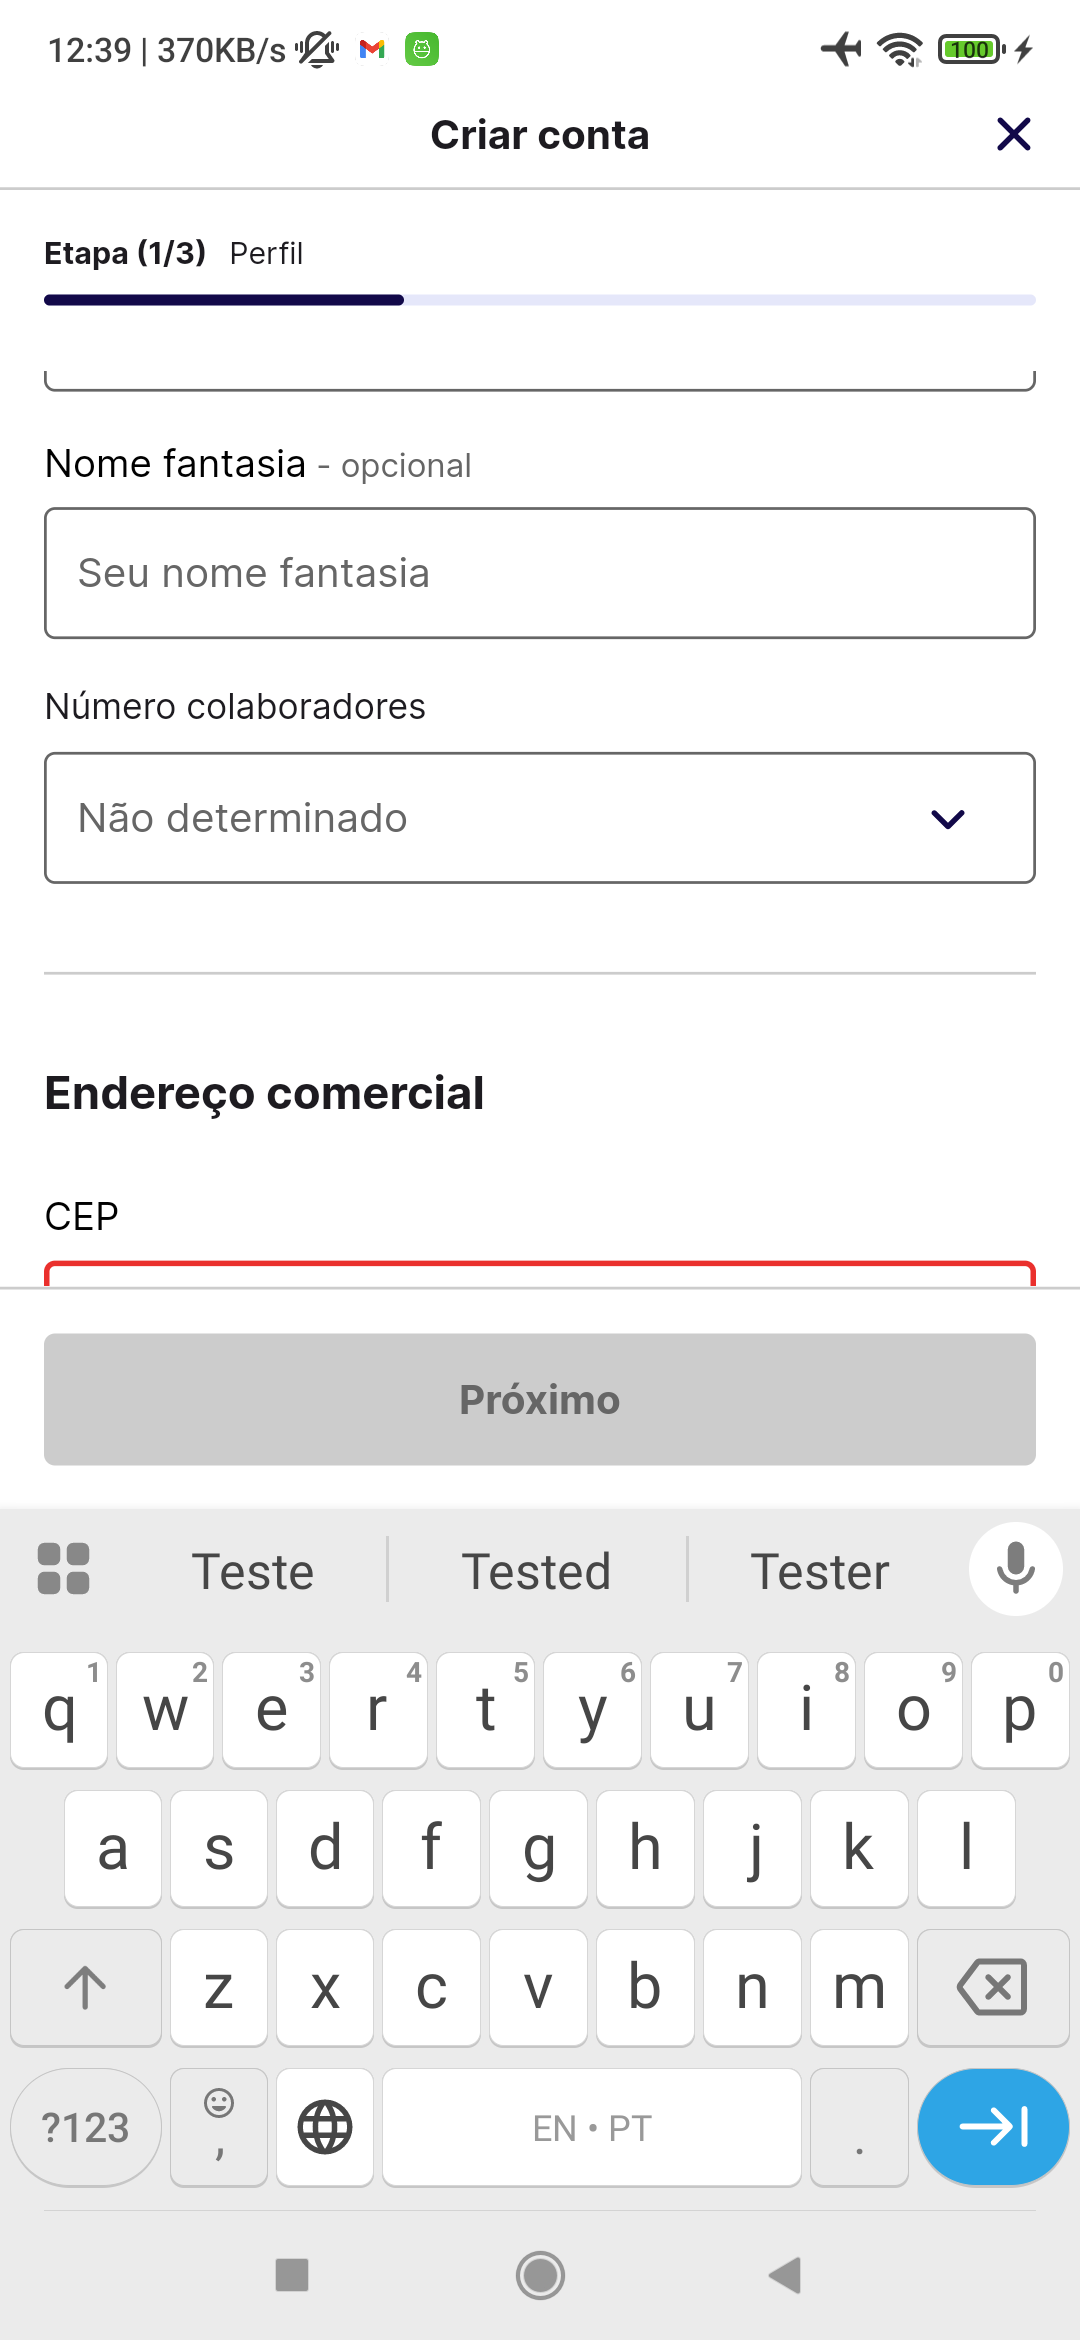 12:39 | 370KB/s
100
Criar conta
Etapa (1/3) Perfil
Nome fantasia - opcional
Seu nome fantasia
Número colaboradores
Não determinado
Endereço comercial
CEP
Próximo
Teste Tested Tester
1 2 3 4 5 6 7 8 9 0
q w e r t y u i o p
a s d f g h j k l
z x c v b n m
?123 , EN • PT .